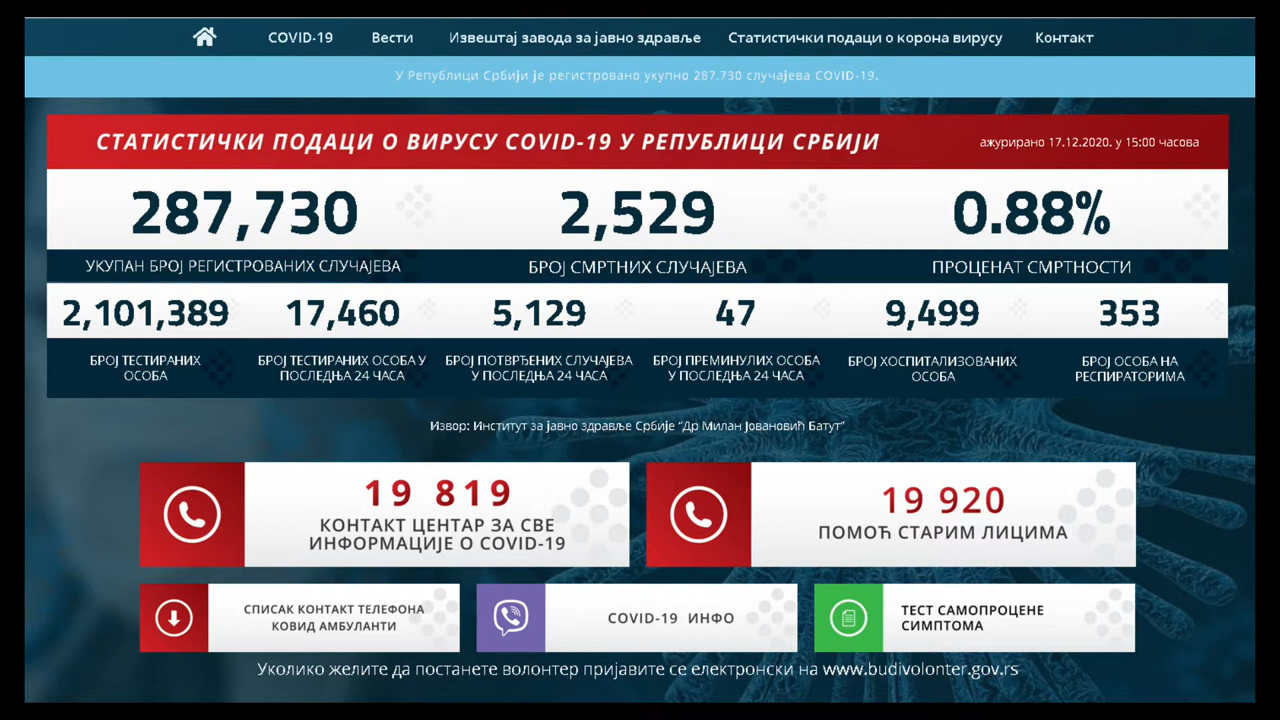 COVID-19 Вести Извештај завода за јавно здравље Статистички подаци о корона вирусу Контакт
У Републици Србији је регистровано укупно 287.730 случајева COVID-19.
СТАТИСТИЧКИ ПОДАЦИ О ВИРУСУ COVID-19 У РЕПУБЛИЦИ СРБИЈИ
ажурирано 17.12.2020. у 15:00 часова
287,730 2,529 0.88%
УКУПАН БРОЈ РЕГИСТРОВАНИХ СЛУЧАЈЕВА БРОЈ СМРТНИХ СЛУЧАЈЕВА ПРОЦЕНАТ СМРТНОСТИ
2,101,389 17,460 5,129 47 9,499 353
БРОЈ ТЕСТИРАНИХ
ОСОБА
БРОЈ ТЕСТИРАНИХ ОСОБА У
ПОСЛЕДЊА 24 ЧАСА
БРОЈ ПОТВРЂЕНИХ СЛУЧАЈЕВА
У ПОСЛЕДЊА 24 ЧАСА
БРОЈ ПРЕМИНУЛИХ ОСОБА
У ПОСЛЕДЊА 24 ЧАСА
БРОЈ ХОСПИТАЛИЗОВАНИХ
ОСОБА
БРОЈ ОСОБА НА
РЕСПИРАТОРИМА
Извор: Институт за јавно здравље Србије “Др Милан Јовановић Батут”
19 819
КОНТАКТ ЦЕНТАР ЗА СВЕ
ИНФОРМАЦИЈЕ О COVID-19
19 920
ПОМОЋ СТАРИМ ЛИЦИМА
СПИСАК КОНТАКТ ТЕЛЕФОНА
КОВИД АМБУЛАНТИ
COVID-19 ИНФО
ТЕСТ САМОПРОЦЕНЕ
СИМПТОМА
Уколико желите да постанете волонтер пријавите се електронски на www.budivolonter.gov.rs